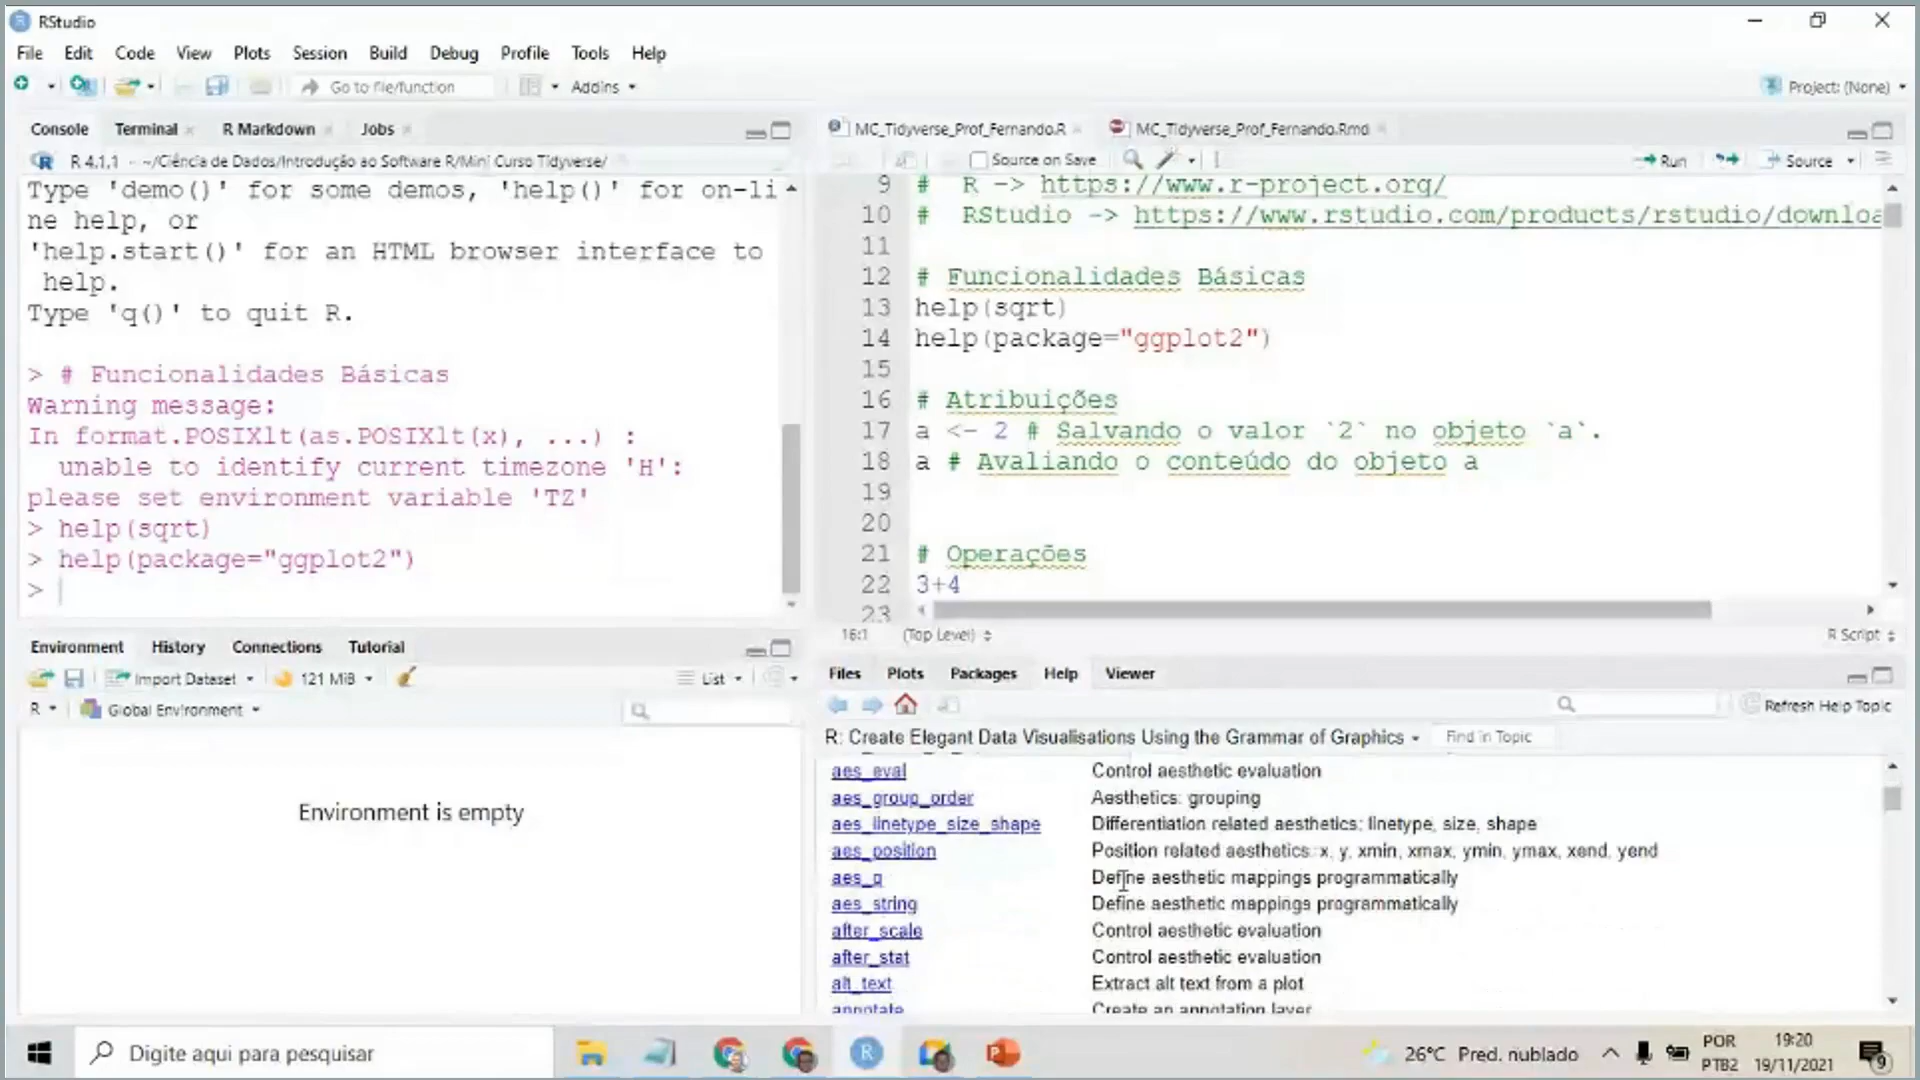 RStudio
File Edit Code View Plots Session Build Debug Profile Tools Help
Go to file/function Addins Project: (None)
Console Terminal R Markdown Jobs
R 4.1.1 · ~/Ciência de Dados/Introdução ao Software R/Mini Curso Tidyverse/
Type 'demo()' for some demos, 'help()' for on-li
ne help, or
'help.start()' for an HTML browser interface to
help.
Type 'q()' to quit R.
> # Funcionalidades Básicas
Warning message:
In format.POSIXlt(as.POSIXlt(x), ...) :
unable to identify current timezone 'H':
please set environment variable 'TZ'
> help(sqrt)
> help(package="ggplot2")
>
MC_Tidyverse_Prof_Fernando.R MC_Tidyverse_Prof_Fernando.Rmd
Source on Save Run Source
9 # R -> https://www.r-project.org/
10 # RStudio -> https://www.rstudio.com/products/rstudio/downloa
11
12 # Funcionalidades Básicas
13 help(sqrt)
14 help(package="ggplot2")
15
16 # Atribuições
17 a <- 2 # Salvando o valor `2` no objeto `a`.
18 a # Avaliando o conteúdo do objeto a
19
20
21 # Operações
22 3+4
23
16:1 (Top Level) R Script
Environment History Connections Tutorial
Import Dataset 121 MiB List
R Global Environment
Environment is empty
Files Plots Packages Help Viewer
Refresh Help Topic
R: Create Elegant Data Visualisations Using the Grammar of Graphics Find in Topic
aes_eval Control aesthetic evaluation
aes_group_order Aesthetics: grouping
aes_linetype_size_shape Differentiation related aesthetics: linetype, size, shape
aes_position Position related aesthetics: x, y, xmin, xmax, ymin, ymax, xend, yend
aes_q Define aesthetic mappings programmatically
aes_string Define aesthetic mappings programmatically
after_scale Control aesthetic evaluation
after_stat Control aesthetic evaluation
alt_text Extract alt text from a plot
annotate Create an annotation layer
Digite aqui para pesquisar
26°C Pred. nublado
POR
PTB2
19:20
19/11/2021
9